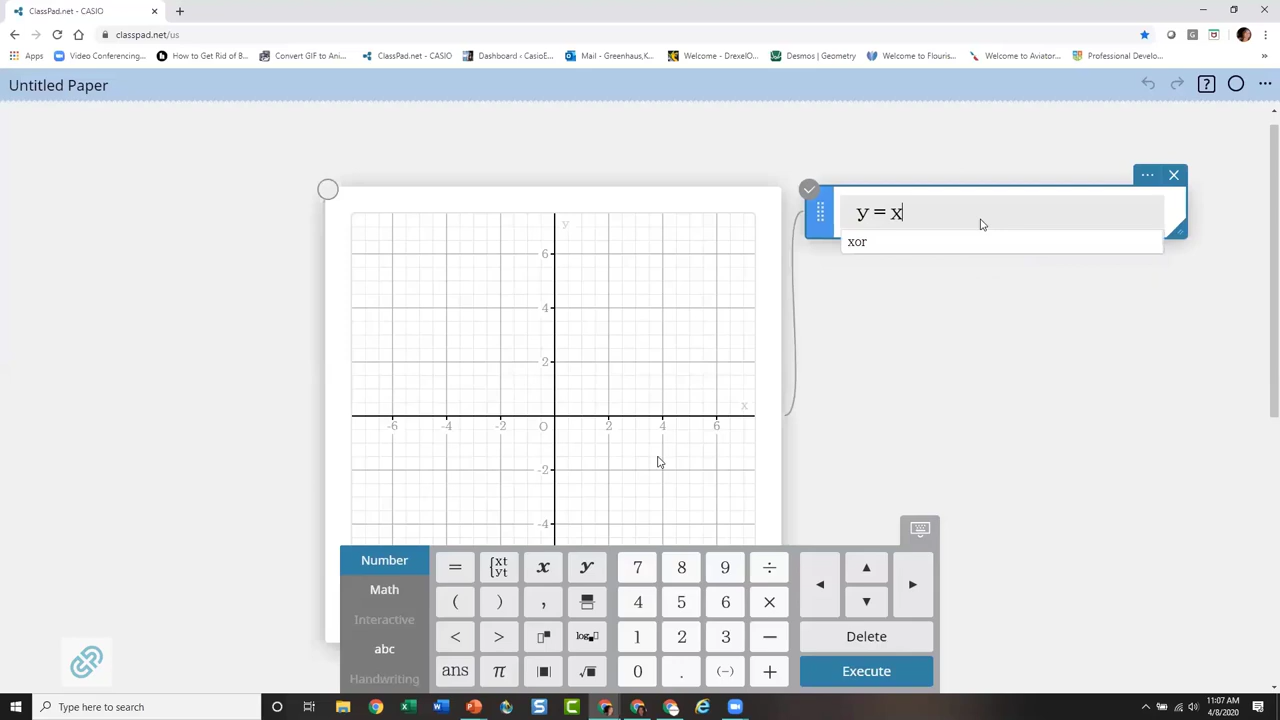 ClassPad.net - CASIO
classpad.net/us
Apps Video Conferencing... How to Get Rid of B... Convert GIF to Ani... ClassPad.net - CASIO Dashboard ‹ CasioE... Mail - Greenhaus,K... Welcome – DrexelO... Desmos | Geometry Welcome to Flouris... Welcome to Aviator... Professional Develo...
Untitled Paper
y = x
xor
y
6
4
2
x
-6 -4 -2 O 2 4 6
-2
-4
Number = {xt yt x y 7 8 9 ÷
Math ( ) , 4 5 6 ×
Interactive
abc < > log 1 2 3 − Delete
Handwriting ans π √ 0 . (−) + Execute
Type here to search
11:07 AM
4/8/2020